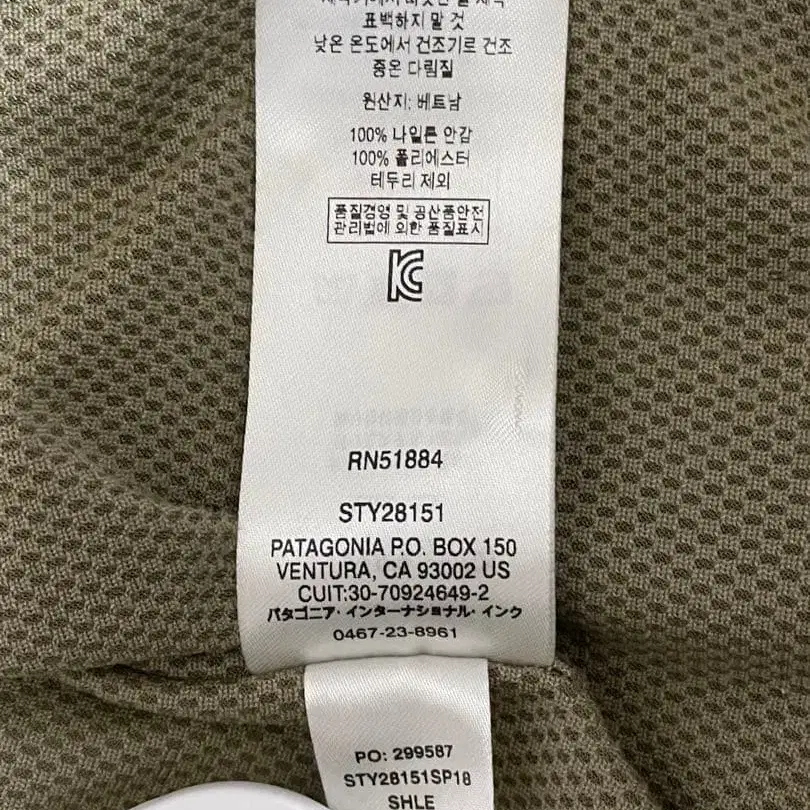 표백하지 말 것
낮은 온도에서 건조기로 건조
중온 다림질
원산지: 베트남
100% 나일론 안감
100% 폴리에스터
테두리 제외
품질경영 및 공산품안전
관리법에 의한 품질표시
RN51884
STY28151
PATAGONIA P.O. BOX 150
VENTURA, CA 93002 US
CUIT:30-70924649-2
パタゴニア・インターナショナル・インク
0467-23-8961
PO: 299587
STY28151SP18
SHLE